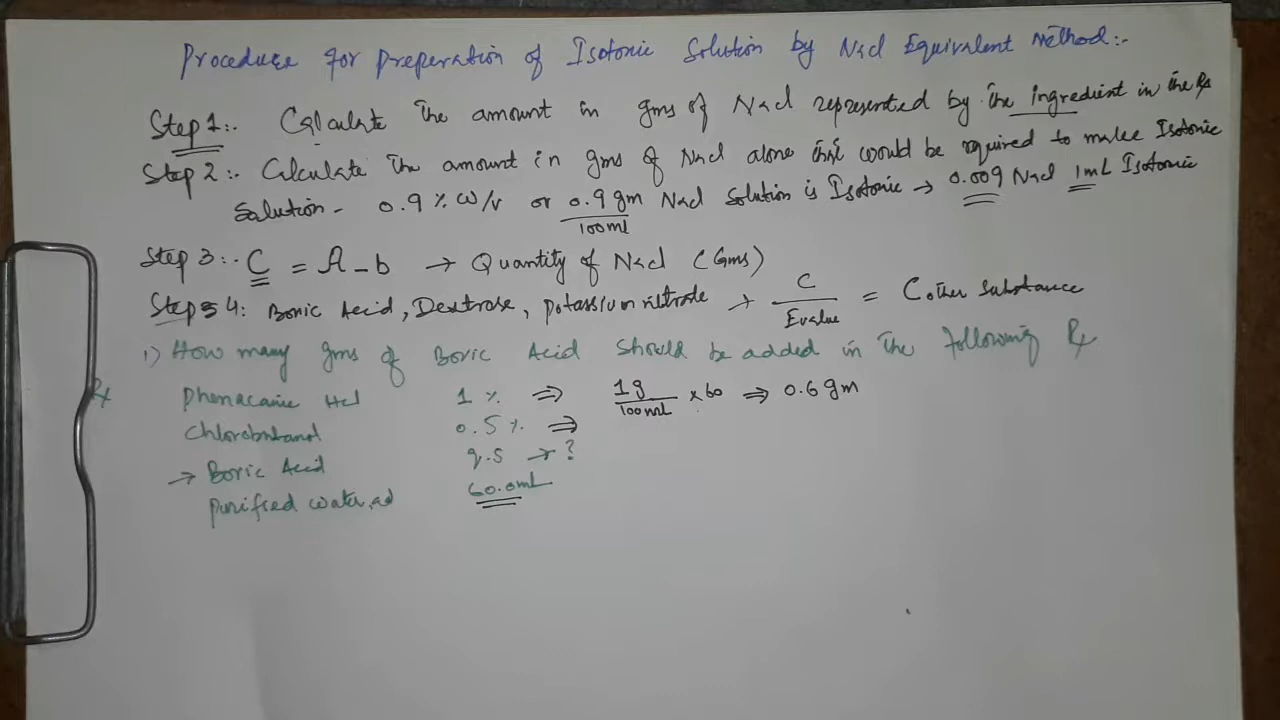 Procedure for Preperation of Isotonic Solution by Nacl Equivalent Method:-
Step 1:- Calculate The amount in gms of Nacl represented by the ingredient in the Rx
Step 2:- Calculate The amount in gms of Nacl alone that would be required to make Isotonic
Solution - 0.9 % w/v or 0.9 gm/100ml Nacl Solution is Isotonic → 0.009 Nacl 1mL Isotonic
Step 3:- C = A - b → Quantity of Nacl (Gms)
Step 4: Boric Acid, Dextrose, potassium nitrate → C/Evalue = C other Substance
1) How many gms of Boric Acid Should be added in The following Rx
Rx Phenacaine Hcl 1 % ⇒ 1g/100ml × 60 ⇒ 0.6 gm
Chlorobutanol 0.5 % ⇒
→ Boric Acid q.s → ?
Purified water, ad 60.0mL